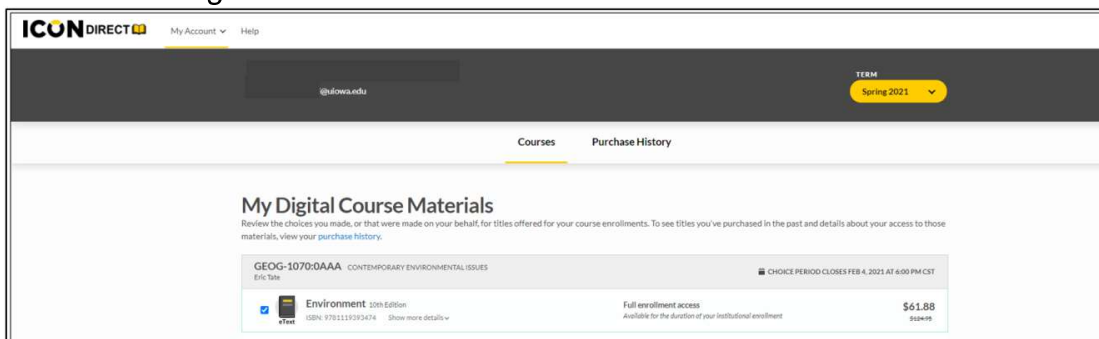 ICON DIRECT My Account Help
@uiowa.edu
TERM
Spring 2021
Courses Purchase History
My Digital Course Materials
Review the choices you made, or that were made on your behalf, for titles offered for your course enrollments. To see titles you've purchased in the past and details about your access to those
materials, view your purchase history.
GEOG-1070:0AAA CONTEMPORARY ENVIRONMENTAL ISSUES
Eric Tate
CHOICE PERIOD CLOSES FEB 4, 2021 AT 6:00 PM CST
eText
Environment 10th Edition
ISBN: 9781119393474 Show more details
Full enrollment access
Available for the duration of your institutional enrollment
$61.88
$124.95